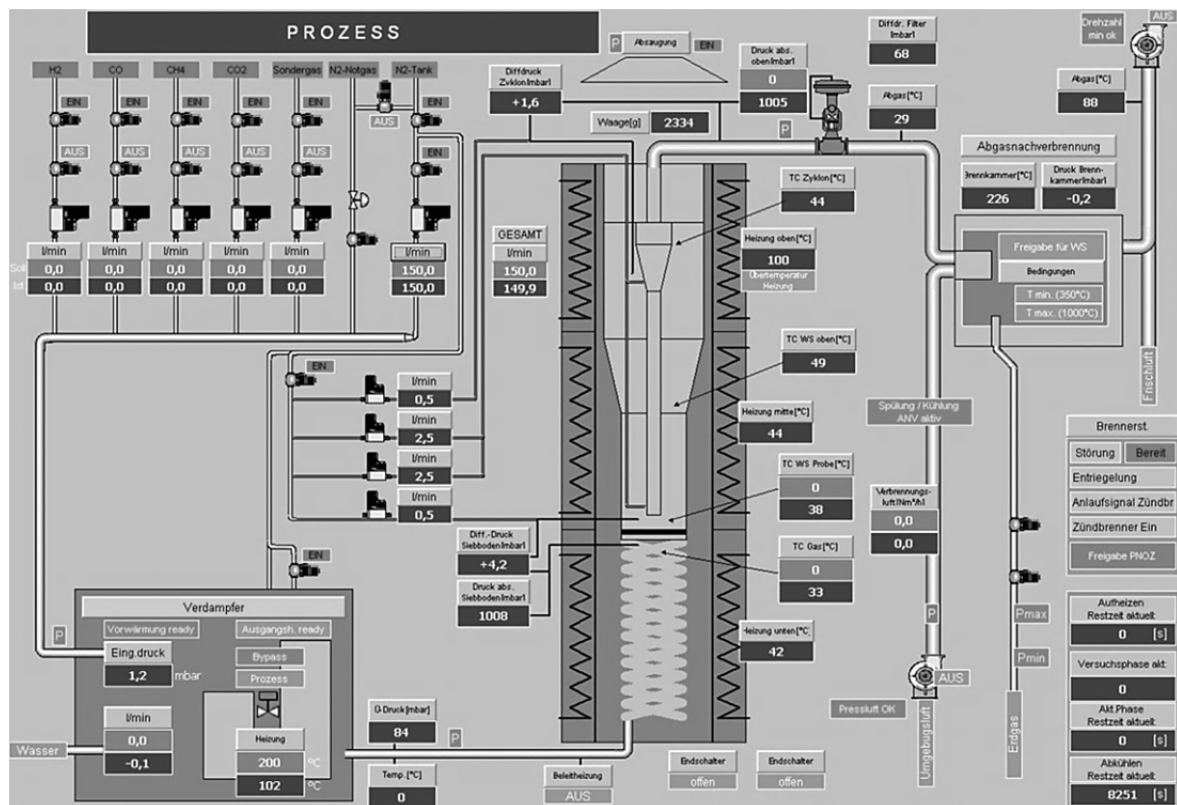 PROZESS
H2
CO
CH4
CO2
Sondergas
N2-Notgas
N2-Tank
EIN
EIN
EIN
EIN
EIN
EIN
AUS
AUS
AUS
AUS
AUS
AUS
AUS
l/min
l/min
l/min
l/min
l/min
l/min
Soll
0,0
0,0
0,0
0,0
0,0
150,0
Ist
0,0
0,0
0,0
0,0
0,0
150,0
GESAMT
l/min
150,0
149,9
Diffdruck
Zyklon[mbar]
+1,6
P
Absaugung
EIN
Waage[g]
2334
Druck abs.
oben[mbar]
0
1005
P
Diffdr. Filter
[mbar]
68
Abgas[°C]
29
Drehzahl
min ok
AUS
Abgas[°C]
88
Abgasnachverbrennung
Brennkammer[°C]
226
Druck Brenn-
kammer[mbar]
-0,2
Freigabe für WS
Bedingungen
T min. (350°C)
T max. (1000°C)
Frischluft
TC Zyklon[°C]
44
Heizung oben[°C]
100
Übertemperatur
Heizung
TC WS oben[°C]
49
Heizung mitte[°C]
44
TC WS Probe[°C]
0
38
TC Gas[°C]
0
33
Heizung unten[°C]
42
EIN
l/min
0,5
l/min
2,5
l/min
2,5
l/min
0,5
Diff.-Druck
Siebboden[mbar]
+4,2
Druck abs.
Siebboden[mbar]
1008
Spülung / Kühlung
ANV aktiv
Verbrennungs-
luft[Nm³/h]
0,0
0,0
P
AUS
Pressluft OK
Umgebugsluft
Pmax
Pmin
Erdgas
Brennerst.
Störung
Bereit
Entriegelung
Anlaufsignal Zündbr
Zündbrenner Ein
Freigabe PNOZ
Aufheizen
Restzeit aktuell:
0 [s]
Versuchsphase akt:
0
Akt.Phase
Restzeit aktuell:
0 [s]
Abkühlen
Restzeit aktuell:
8251 [s]
EIN
Verdampfer
Vorwärmung ready
Ausgangsh. ready
P
Eing.druck
1,2 mbar
Bypass
Prozess
l/min
0,0
-0,1
Wasser
Heizung
200 °C
102 °C
Ü-Druck[mbar]
84
P
Temp.[°C]
0
Beleitheizung
AUS
Endschalter
offen
Endschalter
offen